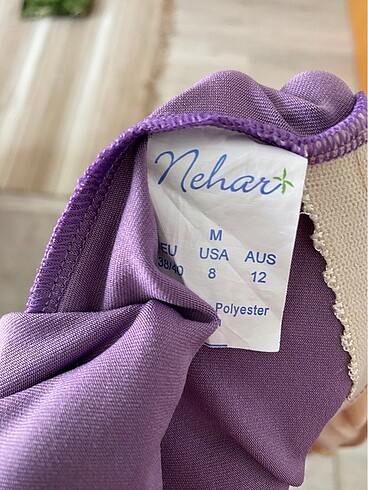 Nehar
M
EU USA AUS
38/40 8 12
Polyester